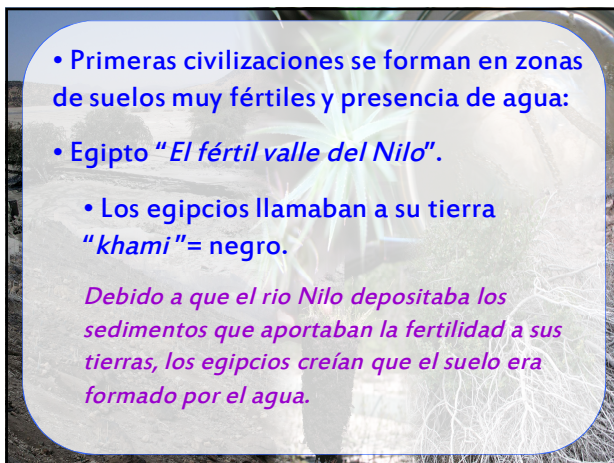 • Primeras civilizaciones se forman en zonas
de suelos muy fértiles y presencia de agua:
• Egipto “El fértil valle del Nilo”.
• Los egipcios llamaban a su tierra
“khami”= negro.
Debido a que el rio Nilo depositaba los
sedimentos que aportaban la fertilidad a sus
tierras, los egipcios creían que el suelo era
formado por el agua.